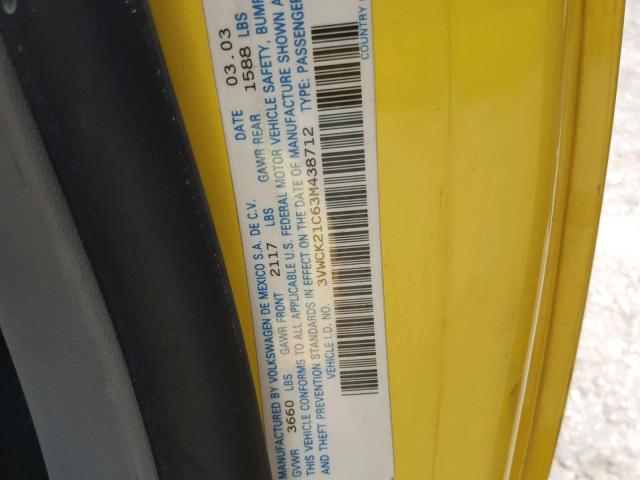 MANUFACTURED BY VOLKSWAGEN DE MEXICO S.A. DE C.V. DATE 03.03
GVWR 3660 LBS GAWR FRONT 2117 LBS GAWR REAR 1588 LBS
THIS VEHICLE CONFORMS TO ALL APPLICABLE U.S. FEDERAL MOTOR VEHICLE SAFETY, BUMP
AND THEFT PREVENTION STANDARDS IN EFFECT ON THE DATE OF MANUFACTURE SHOWN A
VEHICLE I.D. NO. 3VWCK21C63M438712 TYPE: PASSENGER
COUNTRY